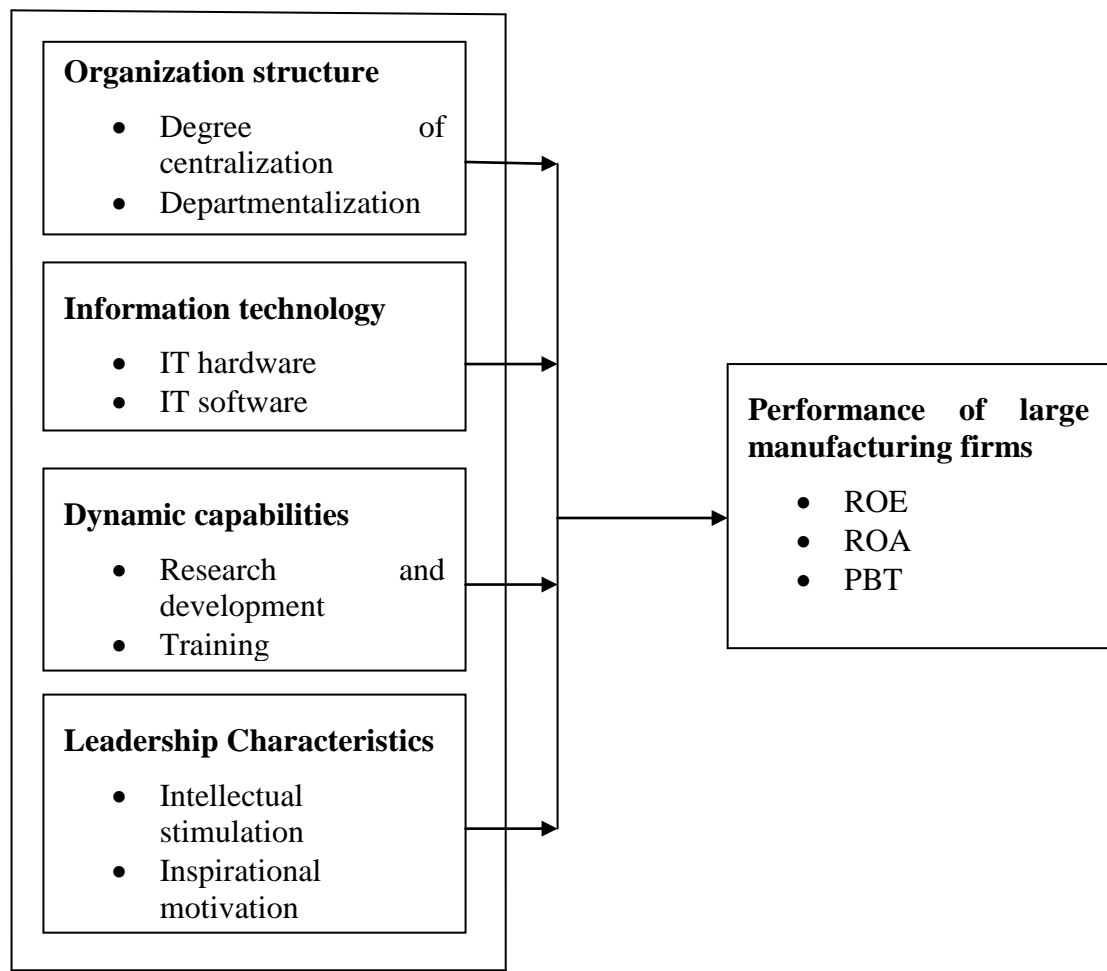 Organization structure
• Degree of
centralization
• Departmentalization
Information technology
• IT hardware
• IT software
Dynamic capabilities
• Research and
development
• Training
Leadership Characteristics
• Intellectual
stimulation
• Inspirational
motivation
Performance of large
manufacturing firms
• ROE
• ROA
• PBT